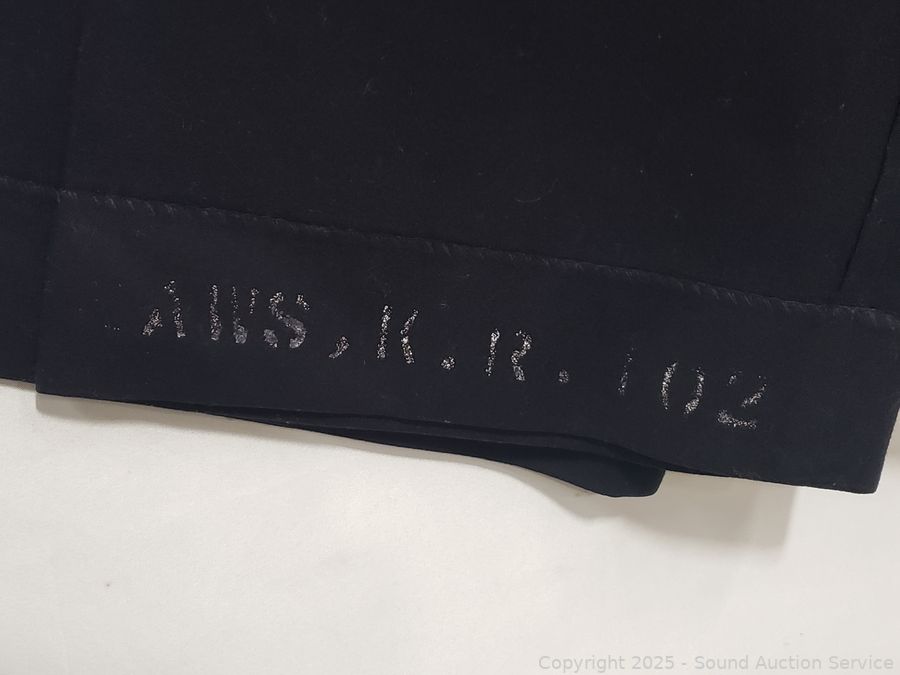 AWS, K. R. 102
Copyright 2025 - Sound Auction Service